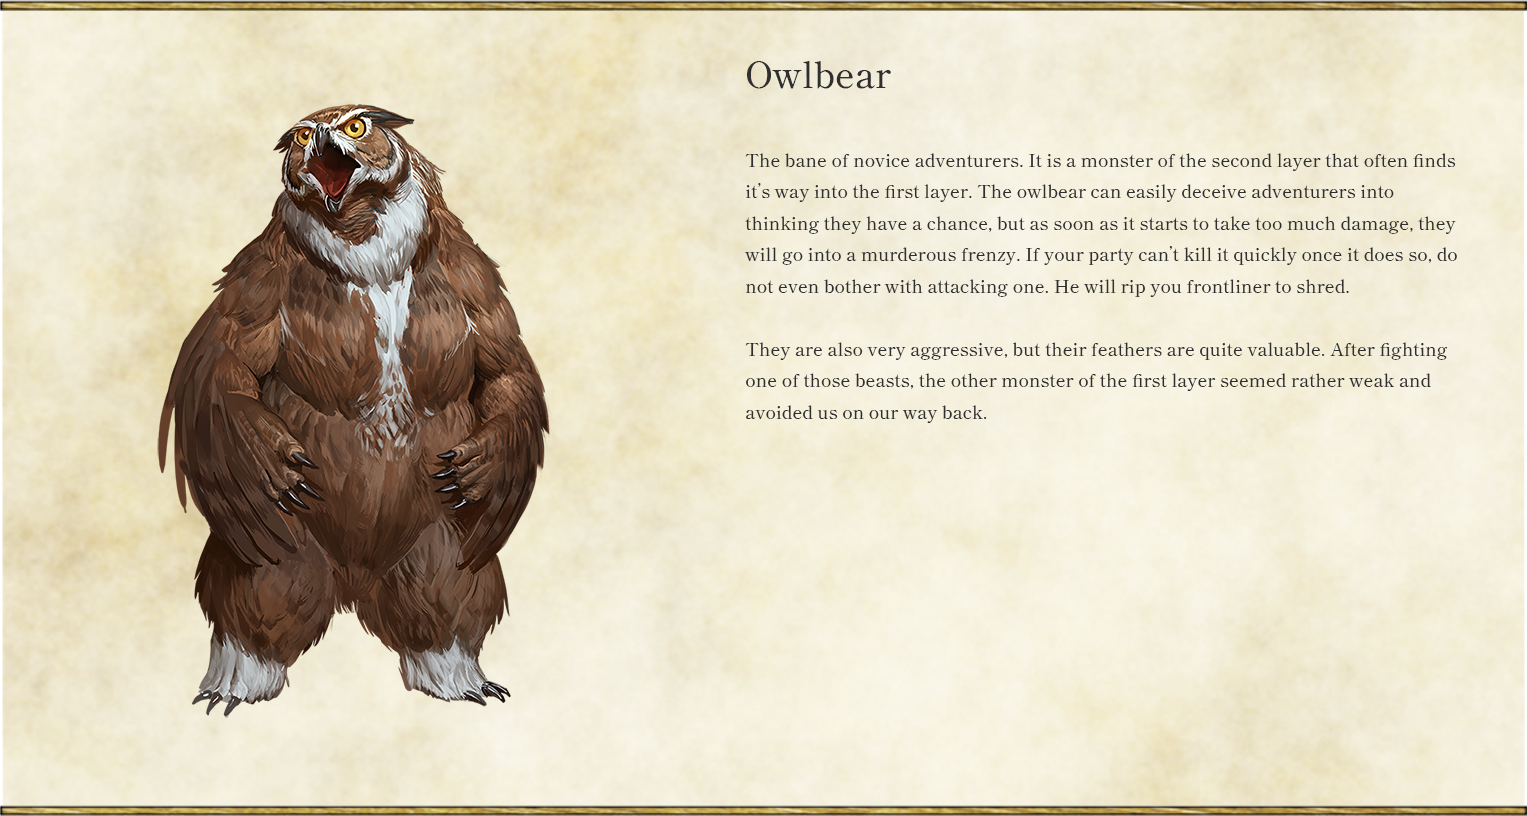 Owlbear
The bane of novice adventurers. It is a monster of the second layer that often finds
it's way into the first layer. The owlbear can easily deceive adventurers into
thinking they have a chance, but as soon as it starts to take too much damage, they
will go into a murderous frenzy. If your party can't kill it quickly once it does so, do
not even bother with attacking one. He will rip you frontliner to shred.
They are also very aggressive, but their feathers are quite valuable. After fighting
one of those beasts, the other monster of the first layer seemed rather weak and
avoided us on our way back.